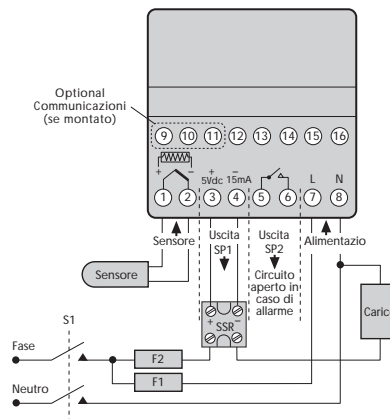 Optional
Communicazioni
(se montato)
9 10 11 12 13 14 15 16
+ − + 5Vdc − 15mA L N
1 2 3 4 5 6 7 8
Sensore
Uscita
SP1
Uscita
SP2
Alimentazio
Circuito
aperto in
caso di
allarme
Sensore
+ SSR −
Carico
S1
Fase
F2
F1
Neutro